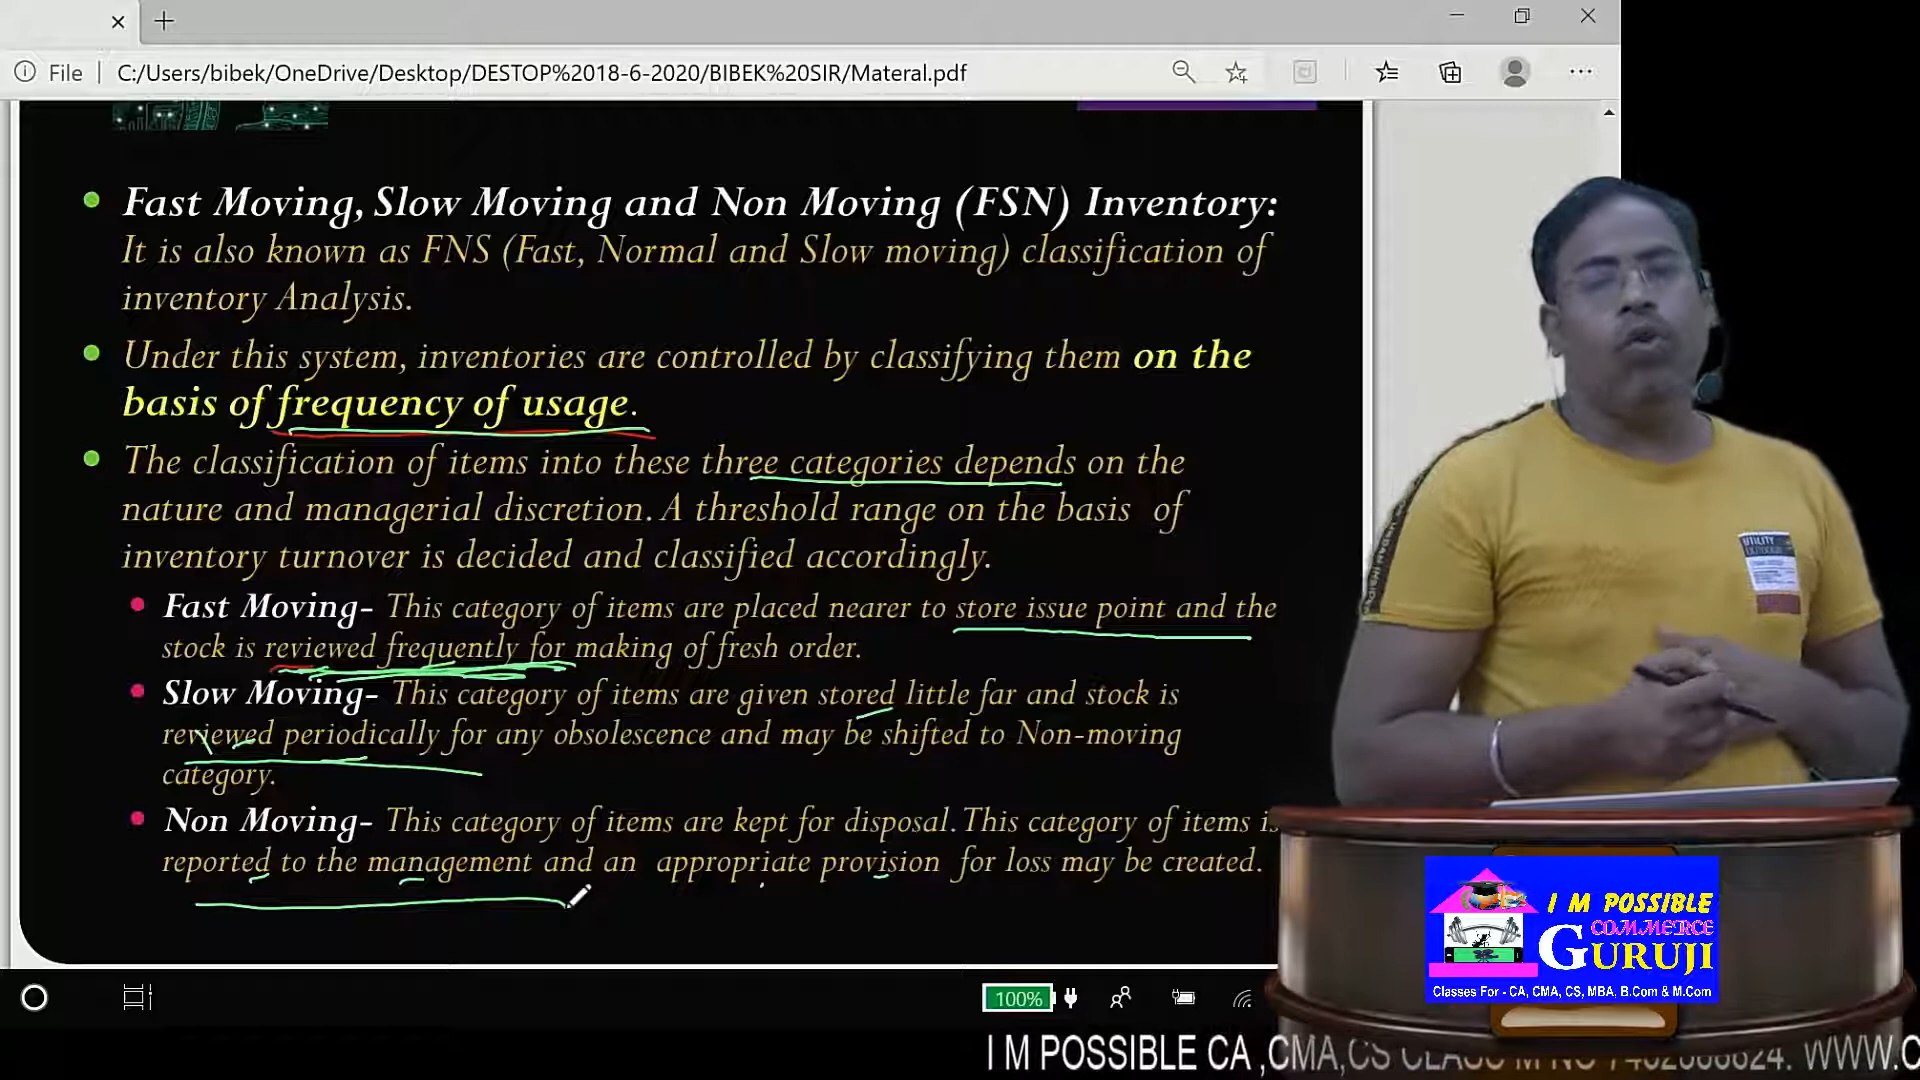 File
C:/Users/bibek/OneDrive/Desktop/DESTOP%2018-6-2020/BIBEK%20SIR/Materal.pdf
Fast Moving, Slow Moving and Non Moving (FSN) Inventory:
It is also known as FNS (Fast, Normal and Slow moving) classification of
inventory Analysis.
Under this system, inventories are controlled by classifying them on the
basis of frequency of usage.
The classification of items into these three categories depends on the
nature and managerial discretion. A threshold range on the basis of
inventory turnover is decided and classified accordingly.
Fast Moving- This category of items are placed nearer to store issue point and the
stock is reviewed frequently for making of fresh order.
Slow Moving- This category of items are given stored little far and stock is
reviewed periodically for any obsolescence and may be shifted to Non-moving
category.
Non Moving- This category of items are kept for disposal. This category of items is
reported to the management and an appropriate provision for loss may be created.
UTILITY
I M POSSIBLE
COMMERCE
GURUJI
Classes For - CA, CMA, CS, MBA, B.Com & M.Com
100%
I M POSSIBLE CA ,CMA,CS CLASS M NO WWW.C